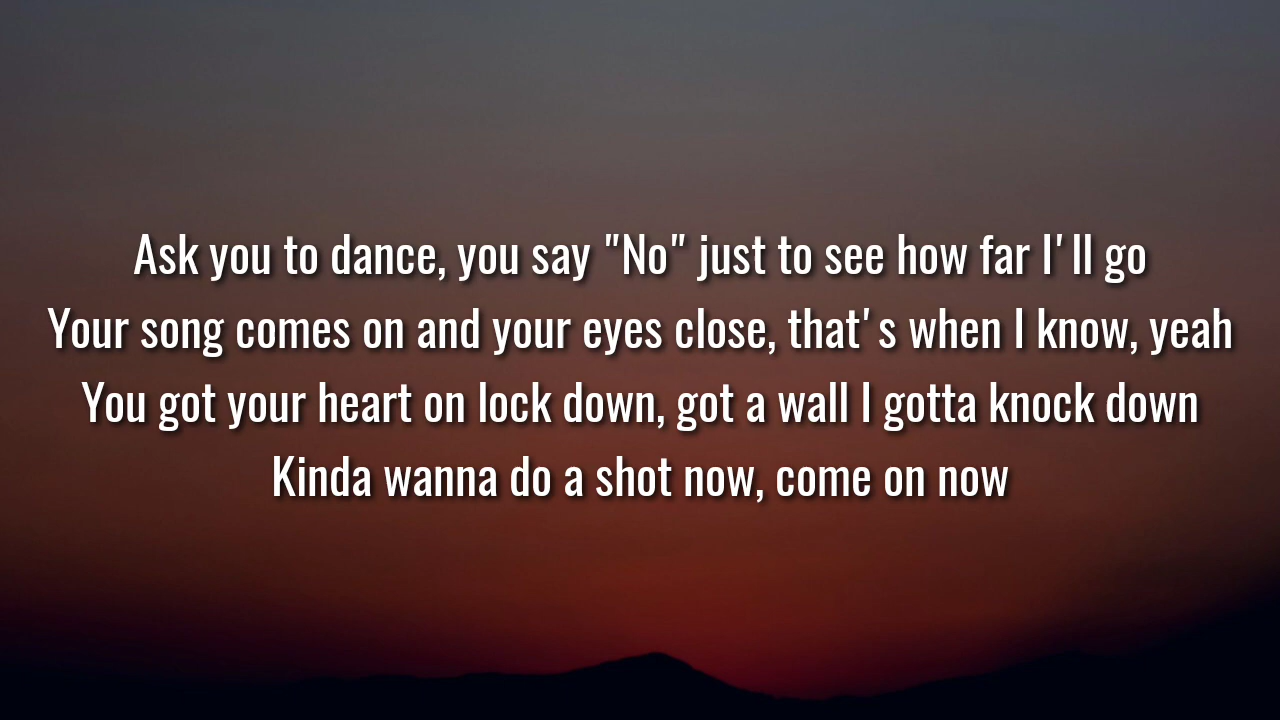 Ask you to dance, you say "No" just to see how far I'll go
Your song comes on and your eyes close, that's when I know, yeah
You got your heart on lock down, got a wall I gotta knock down
Kinda wanna do a shot now, come on now